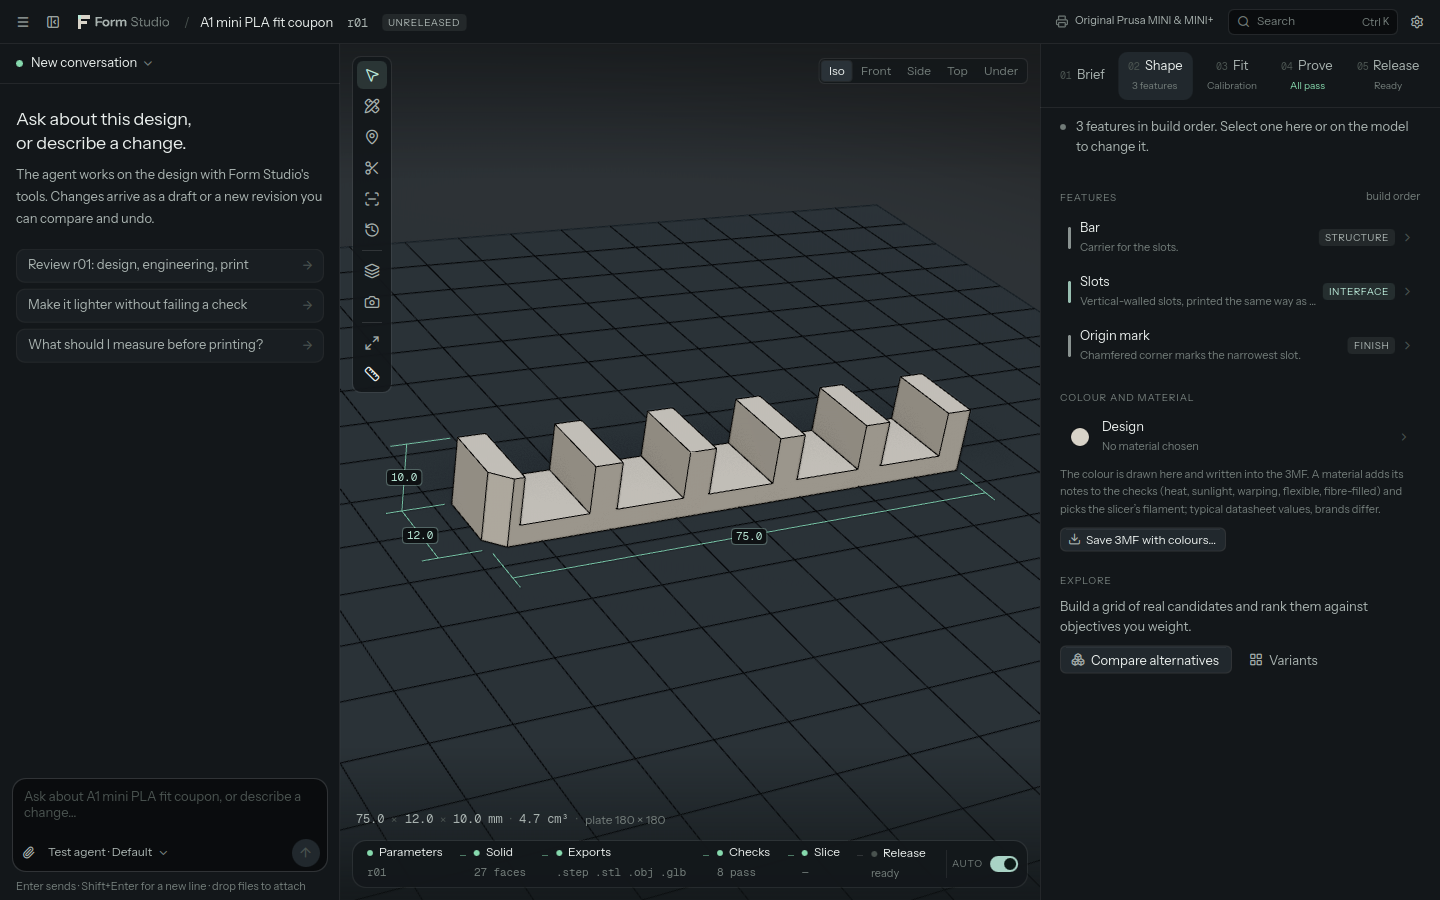 Form Studio / A1 mini PLA fit coupon r01 UNRELEASED
Original Prusa MINI & MINI+
Search Ctrl K
New conversation
Ask about this design,
or describe a change.
The agent works on the design with Form Studio's
tools. Changes arrive as a draft or a new revision you
can compare and undo.
Review r01: design, engineering, print
Make it lighter without failing a check
What should I measure before printing?
Ask about A1 mini PLA fit coupon, or describe a
change...
Test agent · Default
Enter sends · Shift+Enter for a new line · drop files to attach
Iso Front Side Top Under
10.0
12.0
75.0
75.0 × 12.0 × 10.0 mm · 4.7 cm³ · plate 180 × 180
Parameters
r01
Solid
27 faces
Exports
.step .stl .obj .glb
Checks
8 pass
Slice
—
Release
ready
AUTO
01 Brief
02 Shape
3 features
03 Fit
Calibration
04 Prove
All pass
05 Release
Ready
3 features in build order. Select one here or on the model
to change it.
FEATURES build order
Bar
Carrier for the slots.
STRUCTURE
Slots
Vertical-walled slots, printed the same way as ...
INTERFACE
Origin mark
Chamfered corner marks the narrowest slot.
FINISH
COLOUR AND MATERIAL
Design
No material chosen
The colour is drawn here and written into the 3MF. A material adds its
notes to the checks (heat, sunlight, warping, flexible, fibre-filled) and
picks the slicer's filament; typical datasheet values, brands differ.
Save 3MF with colours...
EXPLORE
Build a grid of real candidates and rank them against
objectives you weight.
Compare alternatives
Variants